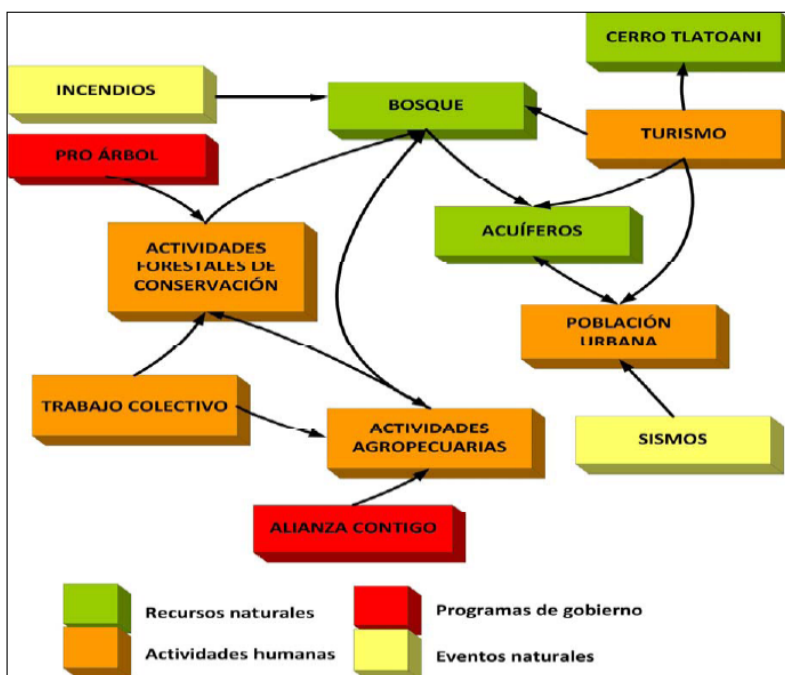 CERRO TLATOANI
INCENDIOS
BOSQUE
TURISMO
PRO ÁRBOL
ACUÍFEROS
ACTIVIDADES
FORESTALES DE
CONSERVACIÓN
POBLACIÓN
URBANA
TRABAJO COLECTIVO
ACTIVIDADES
AGROPECUARIAS
SISMOS
ALIANZA CONTIGO
Recursos naturales
Programas de gobierno
Actividades humanas
Eventos naturales